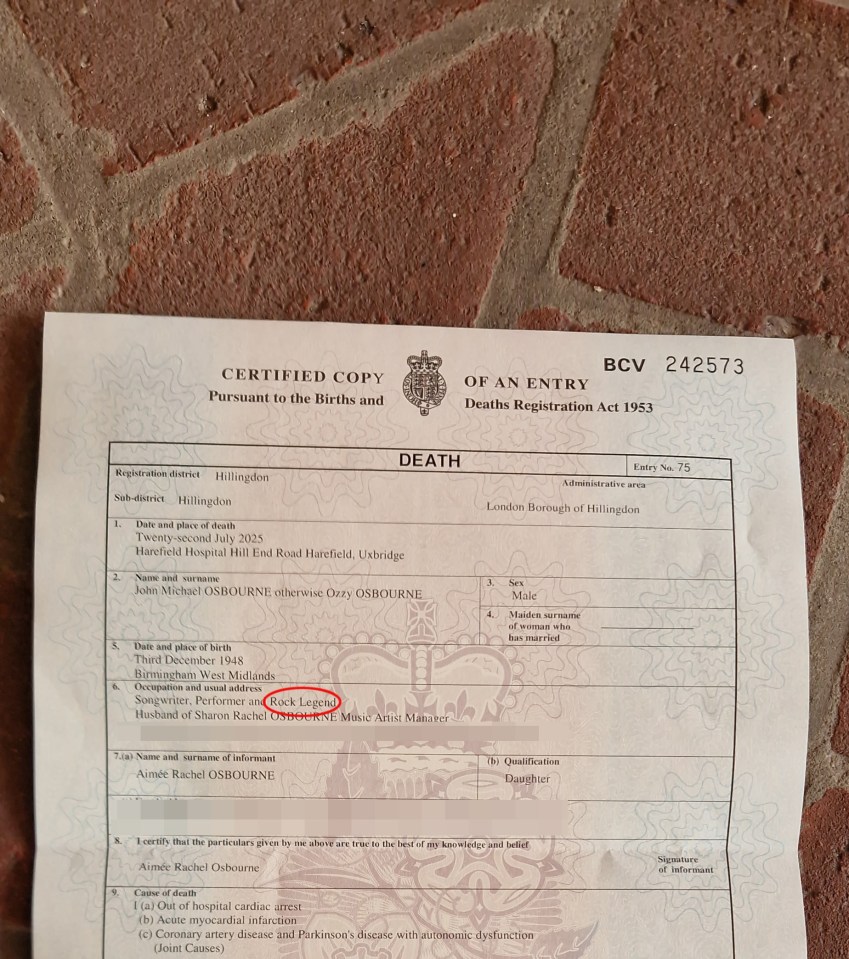 BCV 242573
CERTIFIED COPY OF AN ENTRY
Pursuant to the Births and Deaths Registration Act 1953
DEATH
Entry No. 75
Registration district Hillingdon
Administrative area
Sub-district Hillingdon
London Borough of Hillingdon
1. Date and place of death
Twenty-second July 2025
Harefield Hospital Hill End Road Harefield, Uxbridge
2. Name and surname
John Michael OSBOURNE otherwise Ozzy OSBOURNE
3. Sex
Male
4. Maiden surname
of woman who
has married
5. Date and place of birth
Third December 1948
Birmingham West Midlands
6. Occupation and usual address
Songwriter, Performer and Rock Legend
Husband of Sharon Rachel OSBOURNE Music Artist Manager
7.(a) Name and surname of informant
Aimée Rachel OSBOURNE
(b) Qualification
Daughter
8. I certify that the particulars given by me above are true to the best of my knowledge and belief
Aimée Rachel Osbourne
Signature
of informant
9. Cause of death
I (a) Out of hospital cardiac arrest
(b) Acute myocardial infarction
(c) Coronary artery disease and Parkinson's disease with autonomic dysfunction
(Joint Causes)